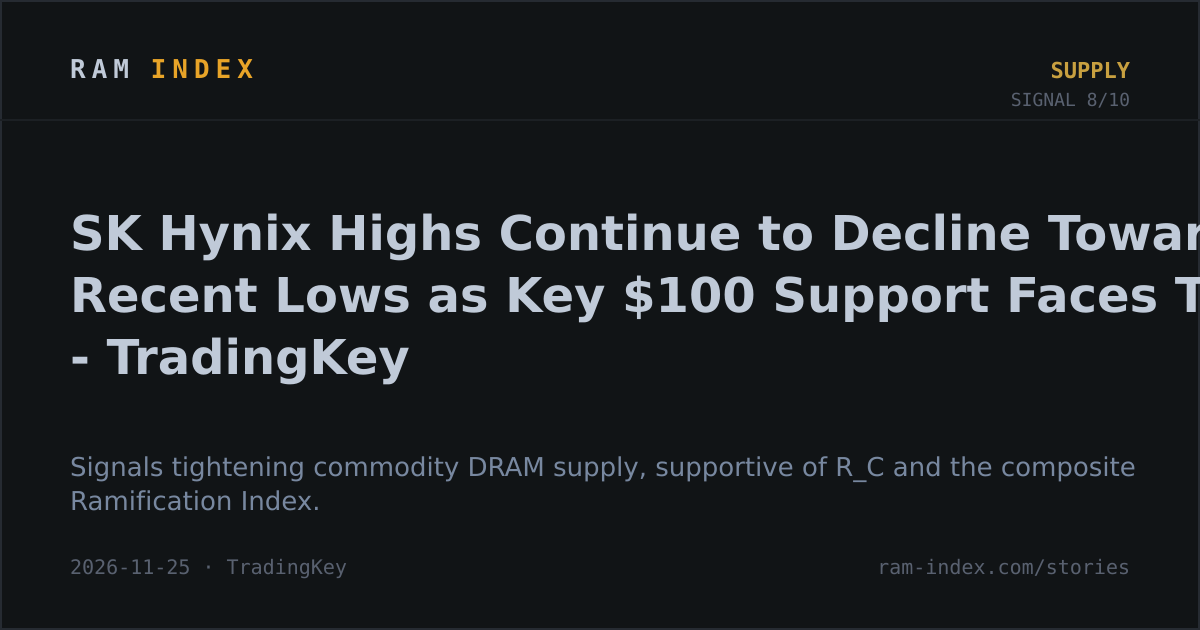 RAM INDEX
SUPPLY
SIGNAL 8/10
SK Hynix Highs Continue to Decline
Recent Lows as Key $100 Support Faces
- TradingKey
Signals tightening commodity DRAM supply, supportive of R_C and the composite
Ramification Index.
2026-11-25 · TradingKey
ram-index.com/stories